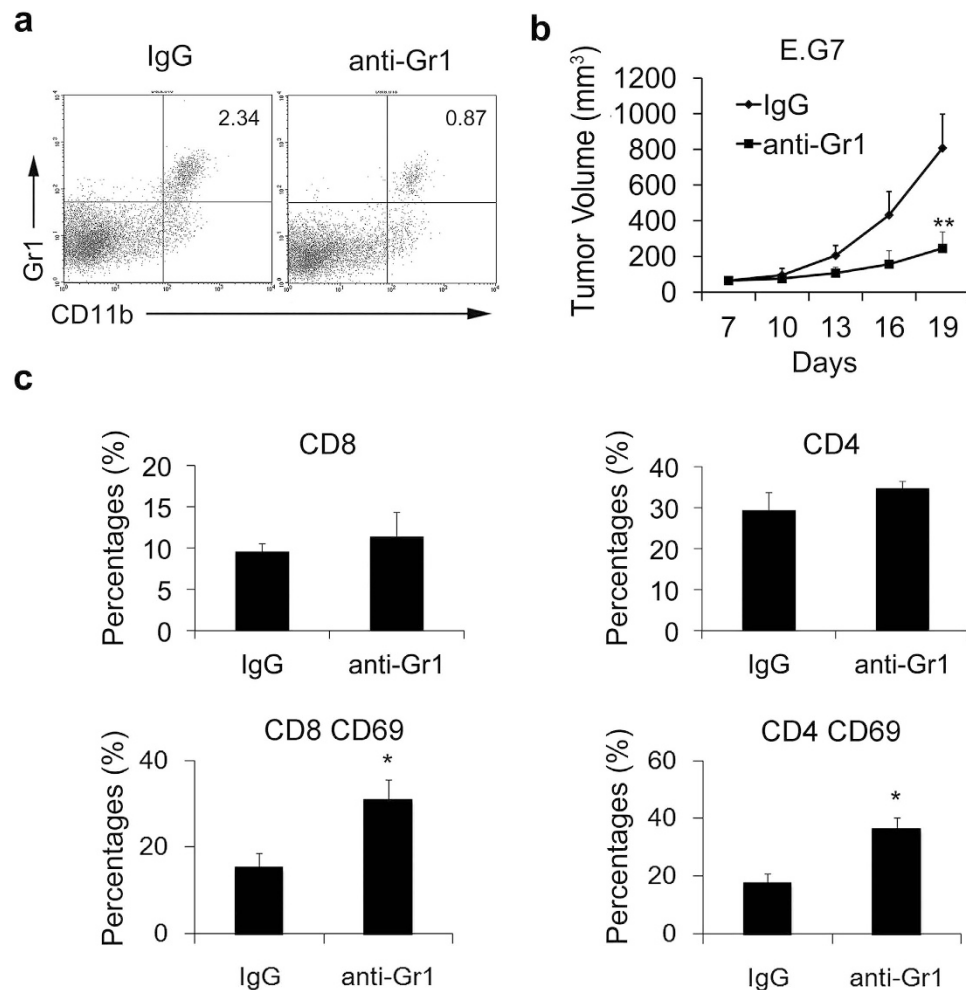 a
IgG
anti-Gr1
2.34
0.87
Gr1
CD11b
b
E.G7
Tumor Volume (mm³)
1200
1000
800
600
400
200
0
IgG
anti-Gr1
**
7 10 13 16 19
Days
c
CD8
Percentages (%)
20
15
10
5
0
IgG anti-Gr1
CD4
Percentages (%)
40
30
20
10
0
IgG anti-Gr1
CD8 CD69
Percentages (%)
40
20
0
*
IgG anti-Gr1
CD4 CD69
Percentages (%)
60
40
20
0
*
IgG anti-Gr1